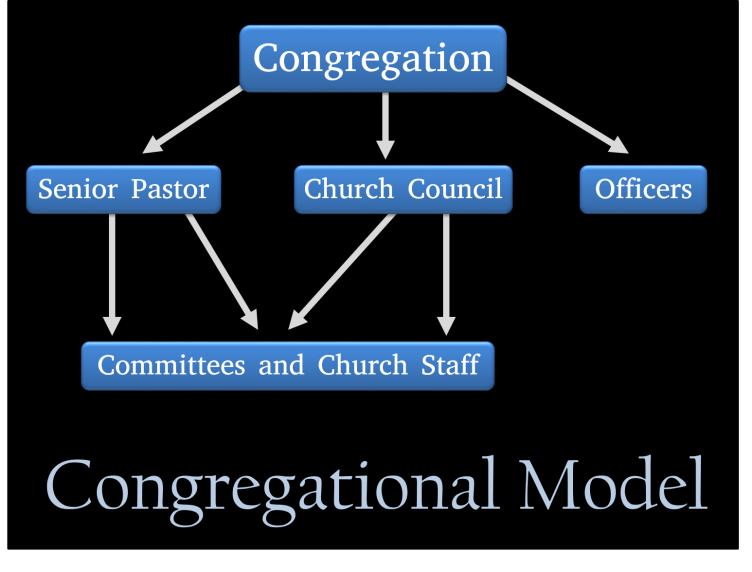 Congregation
Senior Pastor
Church Council
Officers
Committees and Church Staff
Congregational Model